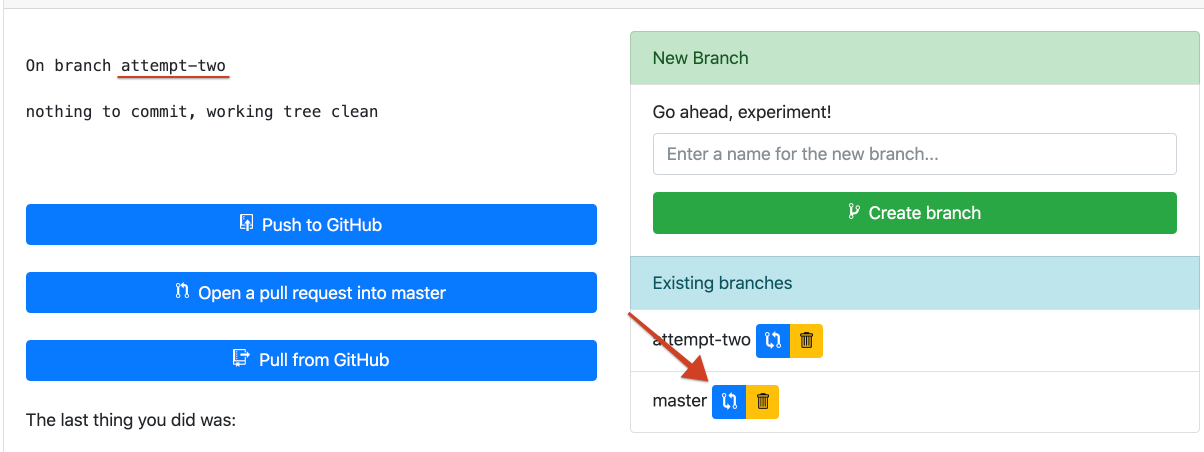 On branch attempt-two
nothing to commit, working tree clean
Push to GitHub
Open a pull request into master
Pull from GitHub
The last thing you did was:
New Branch
Go ahead, experiment!
Enter a name for the new branch...
Create branch
Existing branches
attempt-two
master